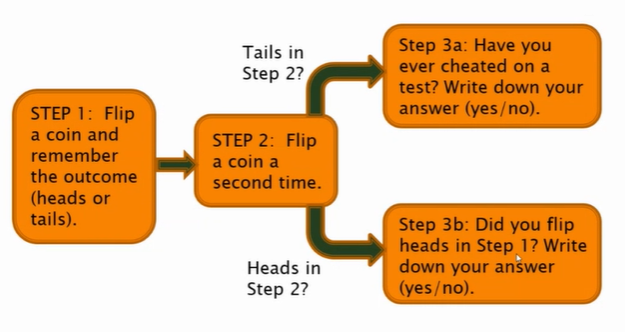 STEP 1:  Flip
a coin and
remember
the outcome
(heads or
tails).
STEP 2:  Flip
a coin a
second time.
Tails in
Step 2?
Step 3a: Have you
ever cheated on a
test? Write down your
answer (yes/no).
Heads in
Step 2?
Step 3b: Did you flip
heads in Step 1? Write
down your answer
(yes/no).